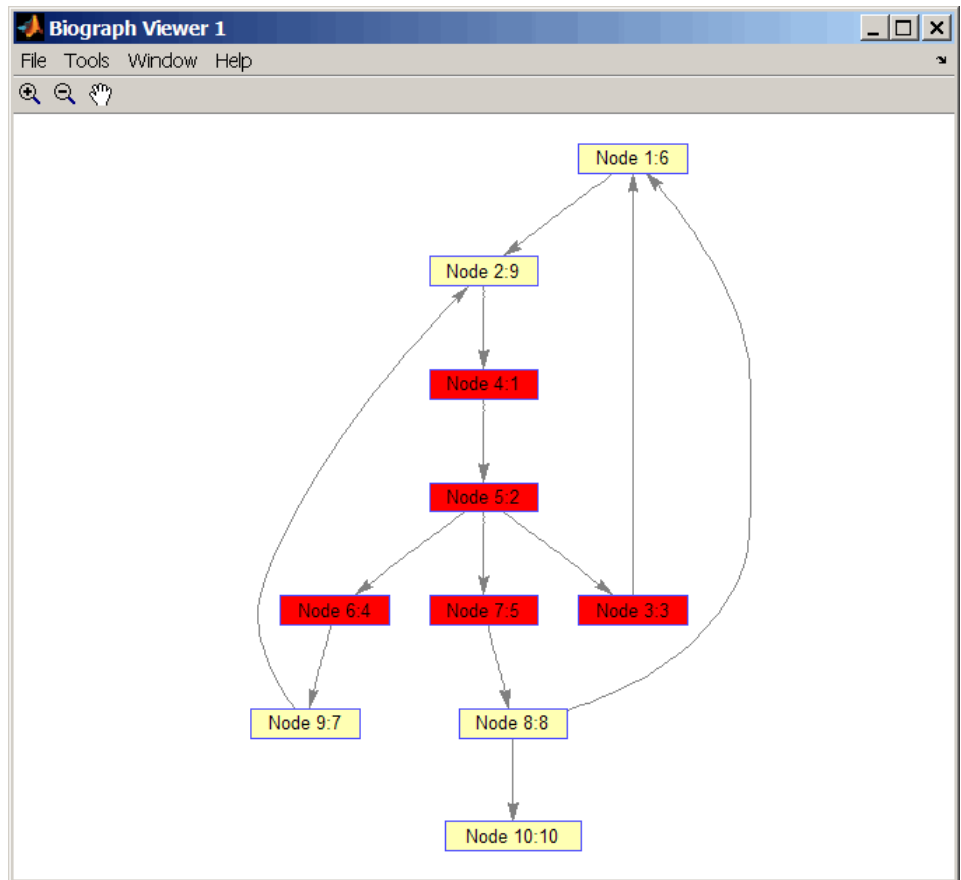 Biograph Viewer 1
File Tools Window Help
Node 1:6
Node 2:9
Node 4:1
Node 5:2
Node 6:4 Node 7:5 Node 3:3
Node 9:7 Node 8:8
Node 10:10